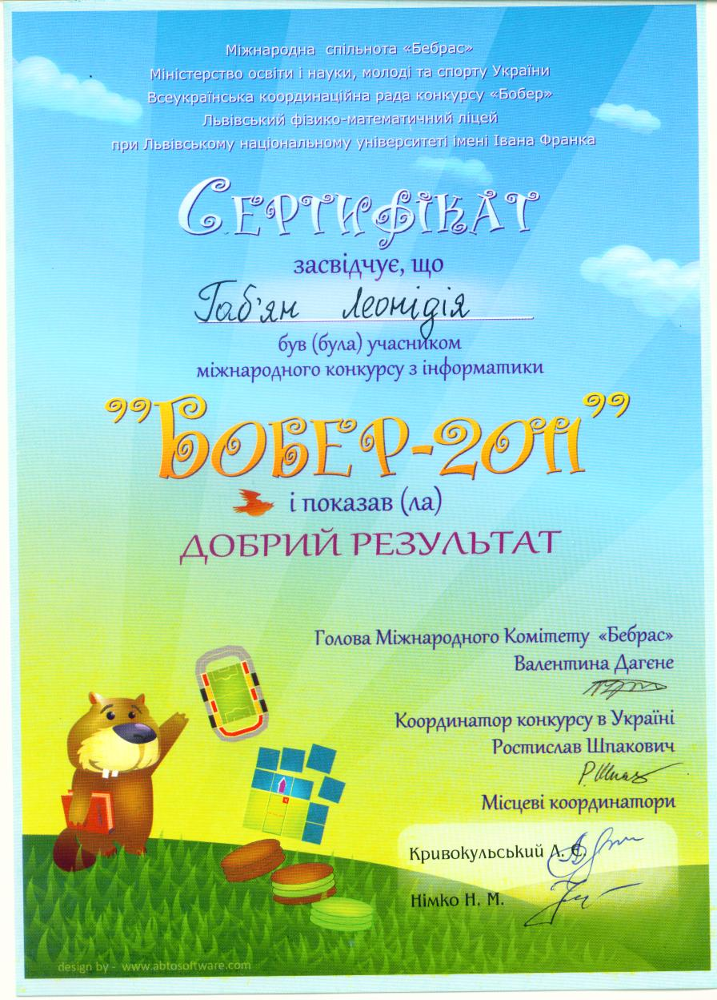 Міжнародна спільнота «Бебрас»
Міністерство освіти і науки, молоді та спорту України
Всеукраїнська координаційна рада конкурсу «Бобер»
Львівський фізико-математичний ліцей
при Львівському національному університеті імені Івана Франка
Сертифікат
засвідчує, що
Габ'ян Леонідія
був (була) учасником
міжнародного конкурсу з інформатики
”Бобер-2011”
і показав (ла)
ДОБРИЙ РЕЗУЛЬТАТ
Голова Міжнародного Комітету «Бебрас»
Валентина Дагєне
Координатор конкурсу в Україні
Ростислав Шпакович
Місцеві координатори
Кривокульський Л. Є.
Німко Н. М.
design by - www.abtosoftware.com